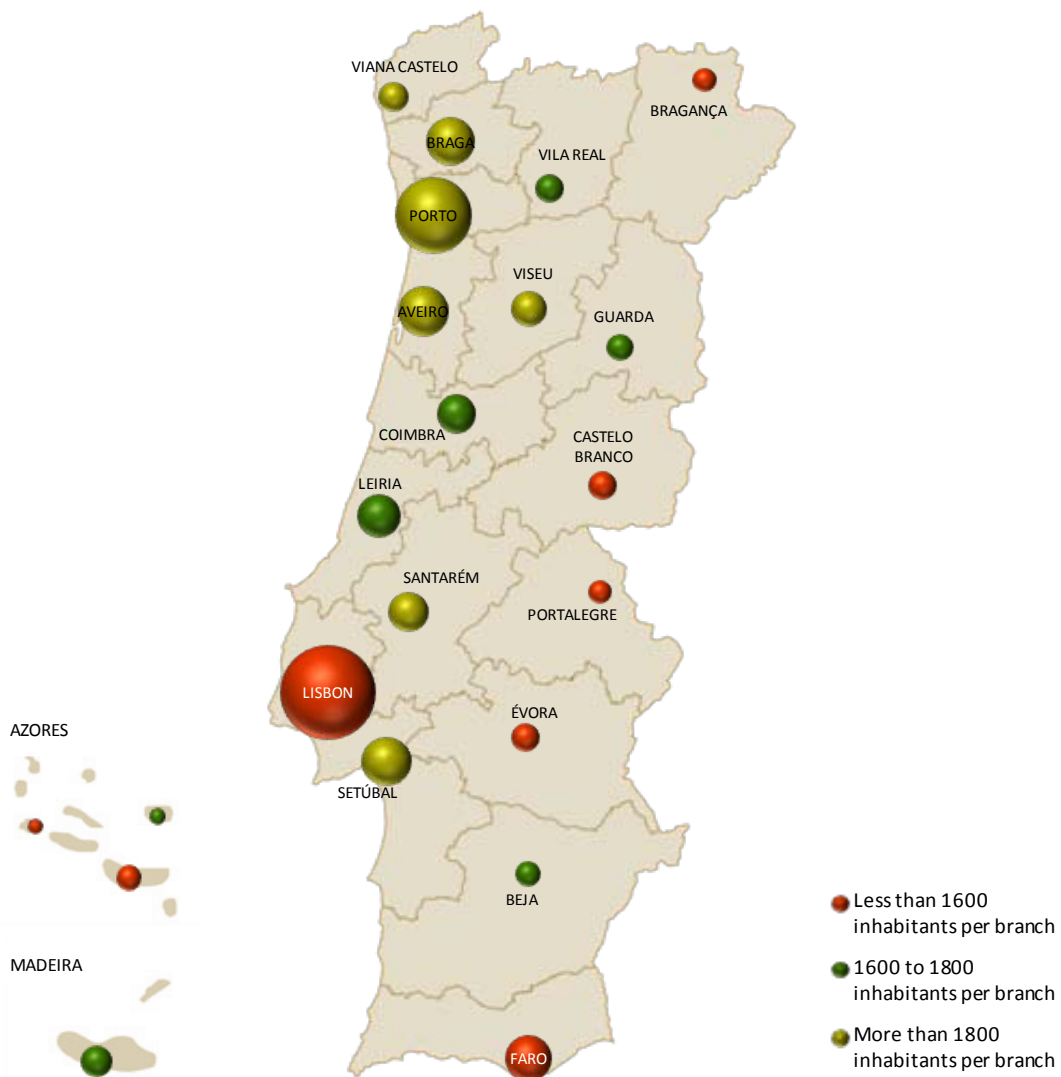 VIANA CASTELO
BRAGANÇA
BRAGA
VILA REAL
PORTO
VISEU
AVEIRO
GUARDA
COIMBRA
CASTELO
BRANCO
LEIRIA
SANTARÉM
PORTALEGRE
LISBON
ÉVORA
AZORES
SETÚBAL
BEJA
Less than 1600
inhabitants per branch
MADEIRA
1600 to 1800
inhabitants per branch
More than 1800
inhabitants per branch
FARO